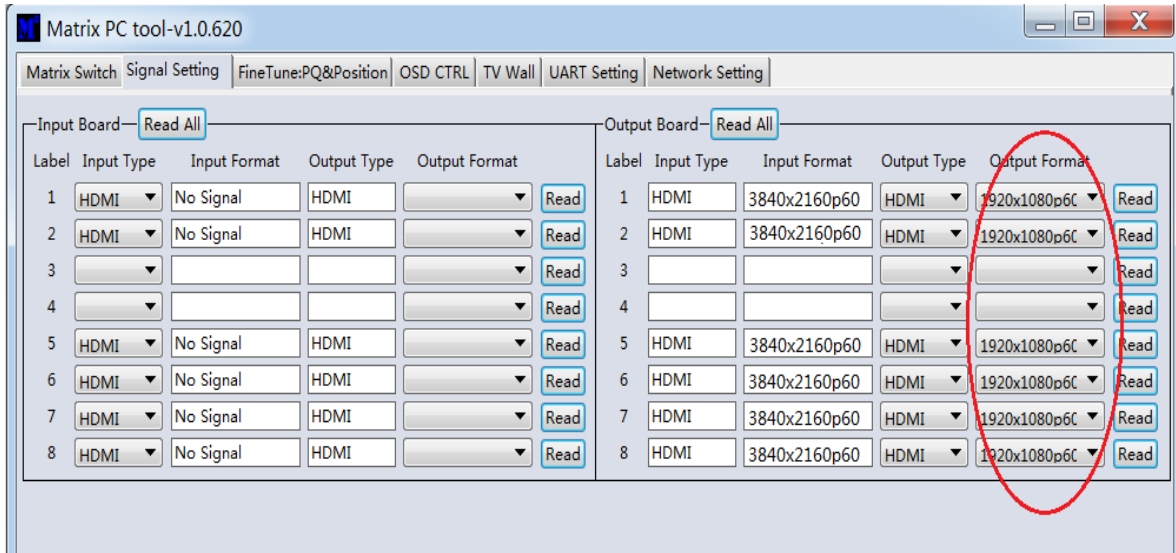 M Matrix PC tool-v1.0.620
Matrix Switch Signal Setting FineTune:PQ&Position OSD CTRL TV Wall UART Setting Network Setting
Input Board Read All Output Board Read All
Label Input Type Input Format Output Type Output Format Label Input Type Input Format Output Type Output Format
1 HDMI No Signal HDMI Read 1 HDMI 3840x2160p60 HDMI 1920x1080p60 Read
2 HDMI No Signal HDMI Read 2 HDMI 3840x2160p60 HDMI 1920x1080p60 Read
3 Read 3 Read
4 Read 4 Read
5 HDMI No Signal HDMI Read 5 HDMI 3840x2160p60 HDMI 1920x1080p60 Read
6 HDMI No Signal HDMI Read 6 HDMI 3840x2160p60 HDMI 1920x1080p60 Read
7 HDMI No Signal HDMI Read 7 HDMI 3840x2160p60 HDMI 1920x1080p60 Read
8 HDMI No Signal HDMI Read 8 HDMI 3840x2160p60 HDMI 1920x1080p60 Read